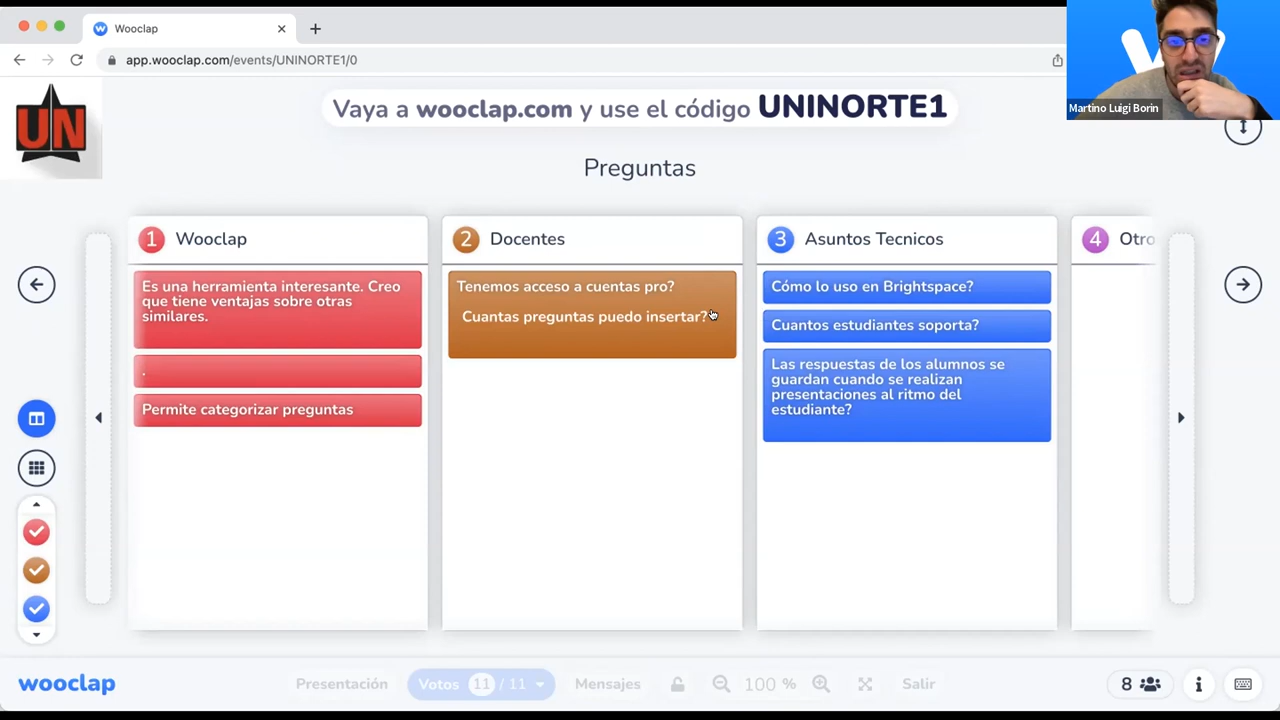 Wooclap
app.wooclap.com/events/UNINORTE1/0
Martino Luigi Borin
UN
Vaya a wooclap.com y use el código UNINORTE1
Preguntas
1 Wooclap
Es una herramienta interesante. Creo
que tiene ventajas sobre otras
similares.
.
Permite categorizar preguntas
2 Docentes
Tenemos acceso a cuentas pro?
Cuantas preguntas puedo insertar?
3 Asuntos Tecnicos
Cómo lo uso en Brightspace?
Cuantos estudiantes soporta?
Las respuestas de los alumnos se
guardan cuando se realizan
presentaciones al ritmo del
estudiante?
4 Otro
wooclap
Presentación
Votos 11 / 11
Mensajes
100 %
Salir
8